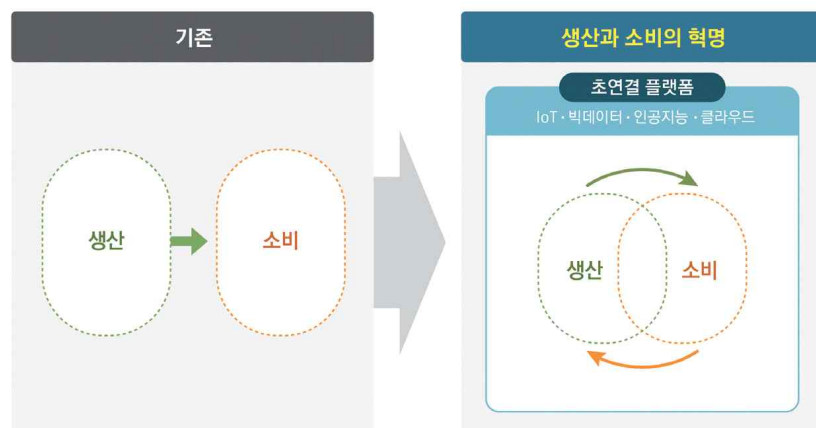 기존
생산
소비
생산과 소비의 혁명
초연결 플랫폼
IoT · 빅데이터 · 인공지능 · 클라우드
생산
소비